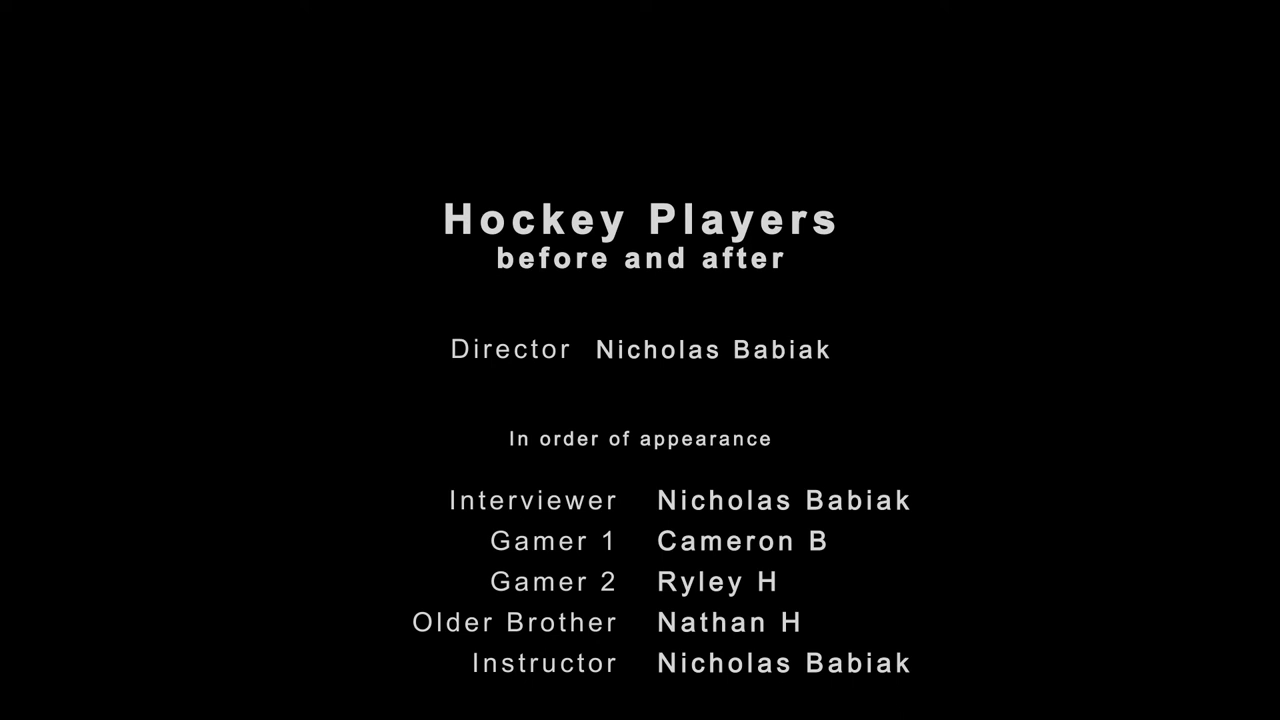 Hockey Players
before and after
Director Nicholas Babiak
In order of appearance
Interviewer Nicholas Babiak
Gamer 1 Cameron B
Gamer 2 Ryley H
Older Brother Nathan H
Instructor Nicholas Babiak